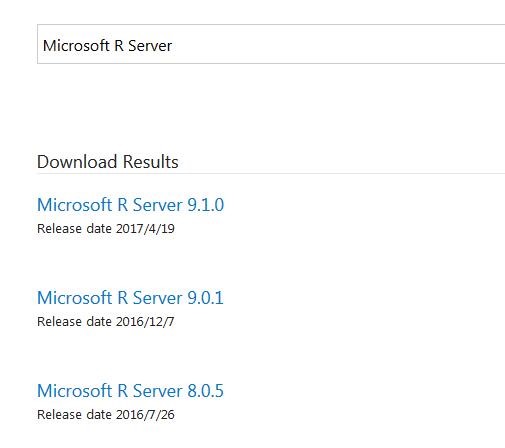 Microsoft R Server
Download Results
Microsoft R Server 9.1.0
Release date 2017/4/19
Microsoft R Server 9.0.1
Release date 2016/12/7
Microsoft R Server 8.0.5
Release date 2016/7/26